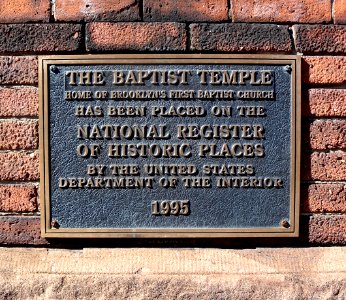 THE BAPTIST TEMPLE
HOME OF BROOKLYN'S FIRST BAPTIST CHURCH
HAS BEEN PLACED ON THE
NATIONAL REGISTER
OF HISTORIC PLACES
BY THE UNITED STATES
DEPARTMENT OF THE INTERIOR
1995